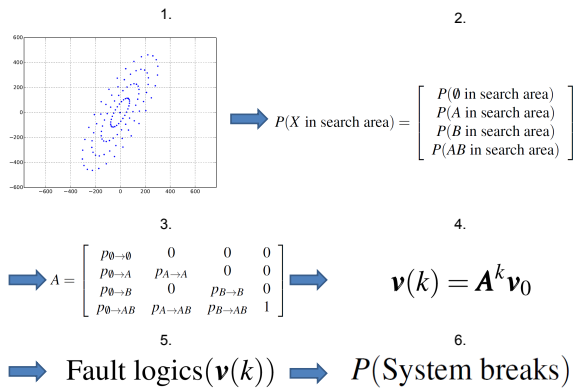 1.
2.
600
400
200
0
−200
−400
−600
−600 −400 −200 0 200 400 600
P(X in search area) = [ P(∅ in search area)
P(A in search area)
P(B in search area)
P(AB in search area) ]
3.
4.
A = [ p∅→∅ 0 0 0
p∅→A pA→A 0 0
p∅→B 0 pB→B 0
p∅→AB pA→AB pB→AB 1 ]
v(k) = A^k v₀
5.
6.
Fault logics(v(k))
P(System breaks)